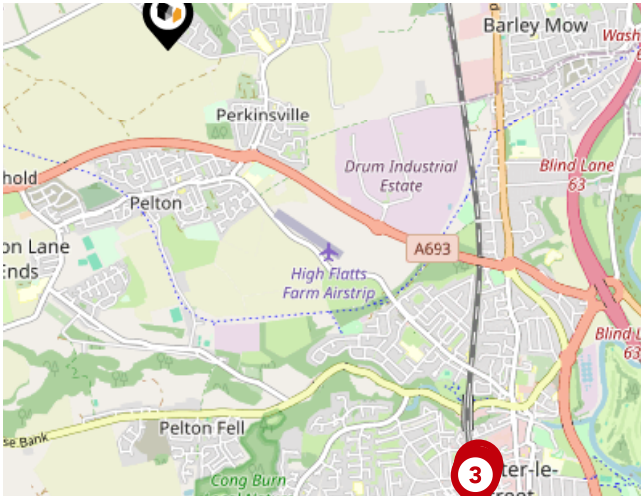 Barley Mow
Wash
6
Perkinsville
Drum Industrial
Estate
Blind Lane
63
hold
Pelton
on Lane
Ends
A693
High Flatts
Farm Airstrip
Blind L
63
Pelton Fell
se Bank
Cong Burn
3
ter-le-
treet